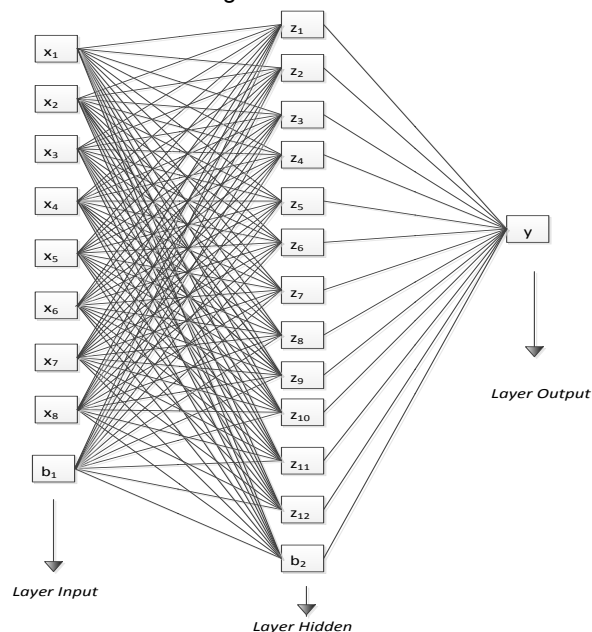 x₁
x₂
x₃
x₄
x₅
x₆
x₇
x₈
b₁
Layer Input
z₁
z₂
z₃
z₄
z₅
z₆
z₇
z₈
z₉
z₁₀
z₁₁
z₁₂
b₂
Layer Hidden
y
Layer Output